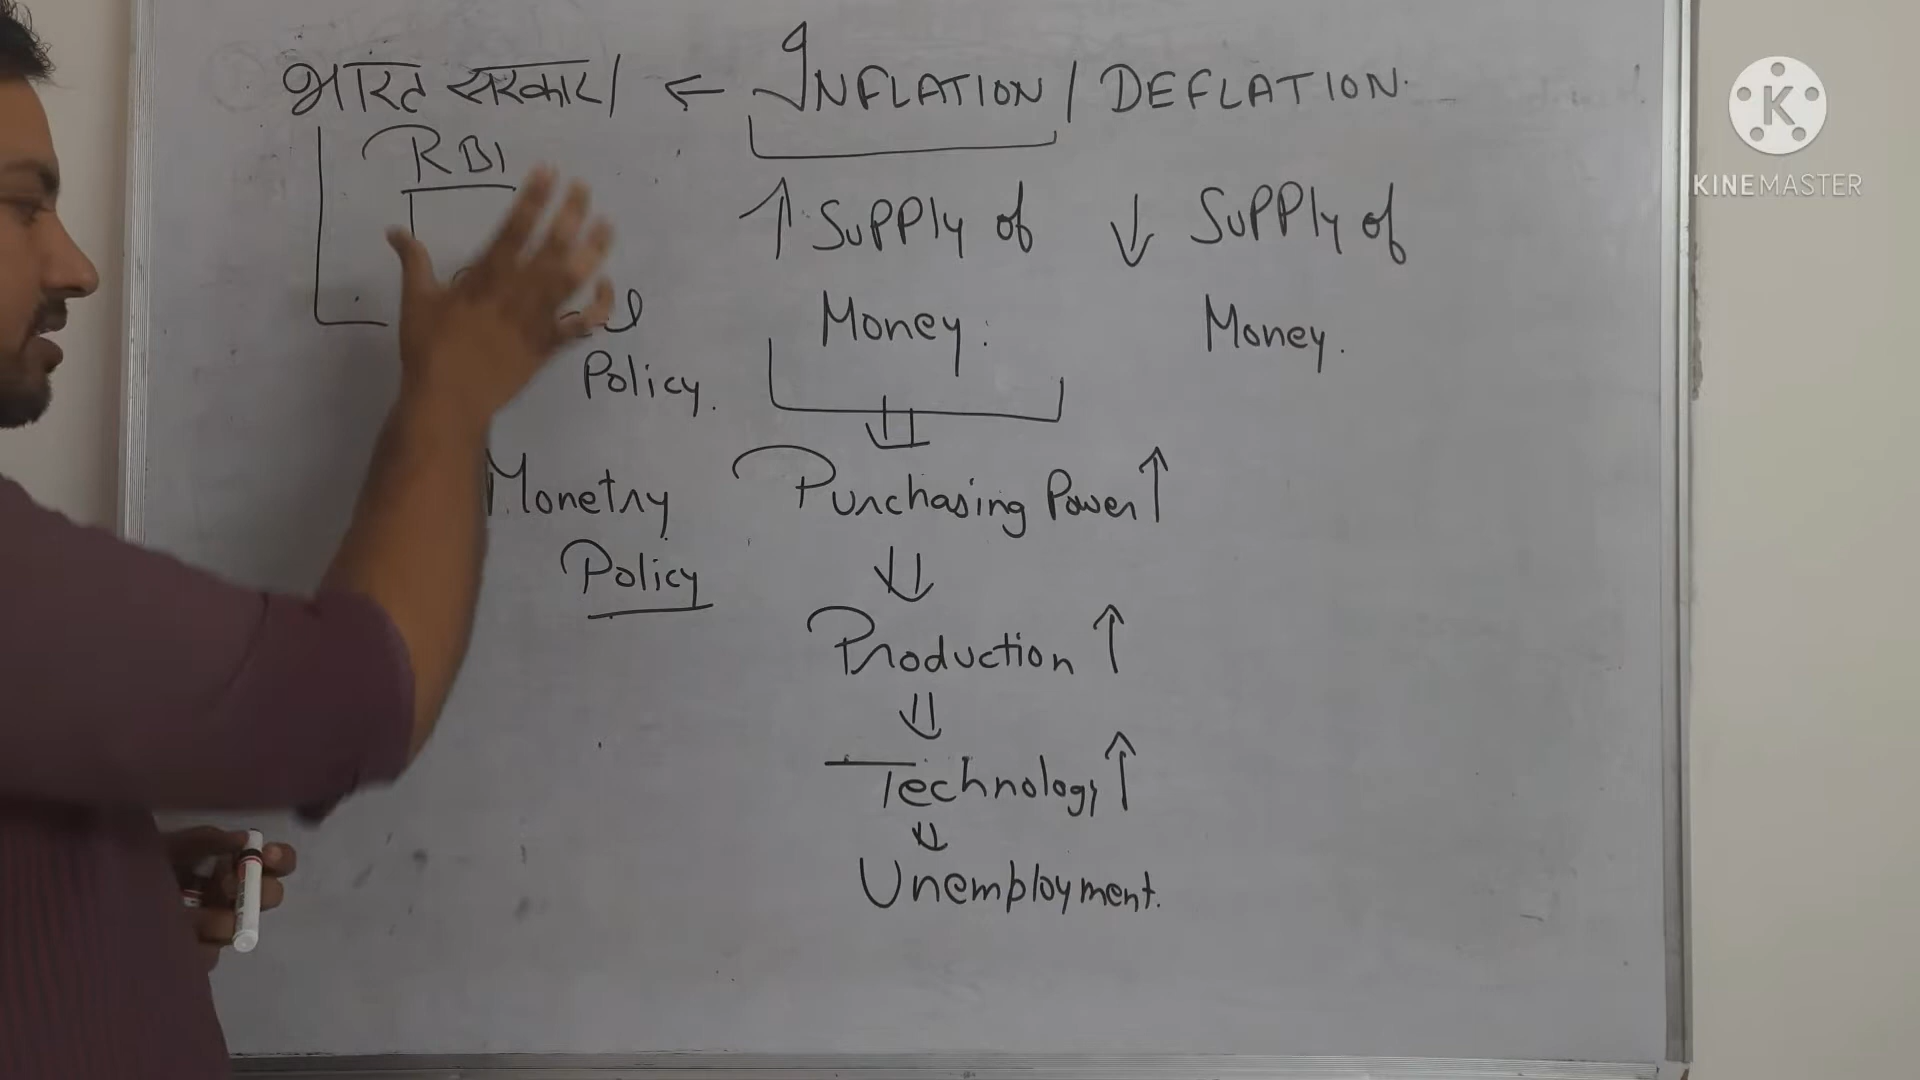 भारत सरकार/ ← INFLATION / DEFLATION.
RBI
↑ Supply of
Money.
↓ Supply of
Money.
Policy.
Monetry
Policy
⇓
Purchasing Power ↑
⇓
Production ↑
⇓
Technology ↑
⇓
Unemployment.
K
KINEMASTER